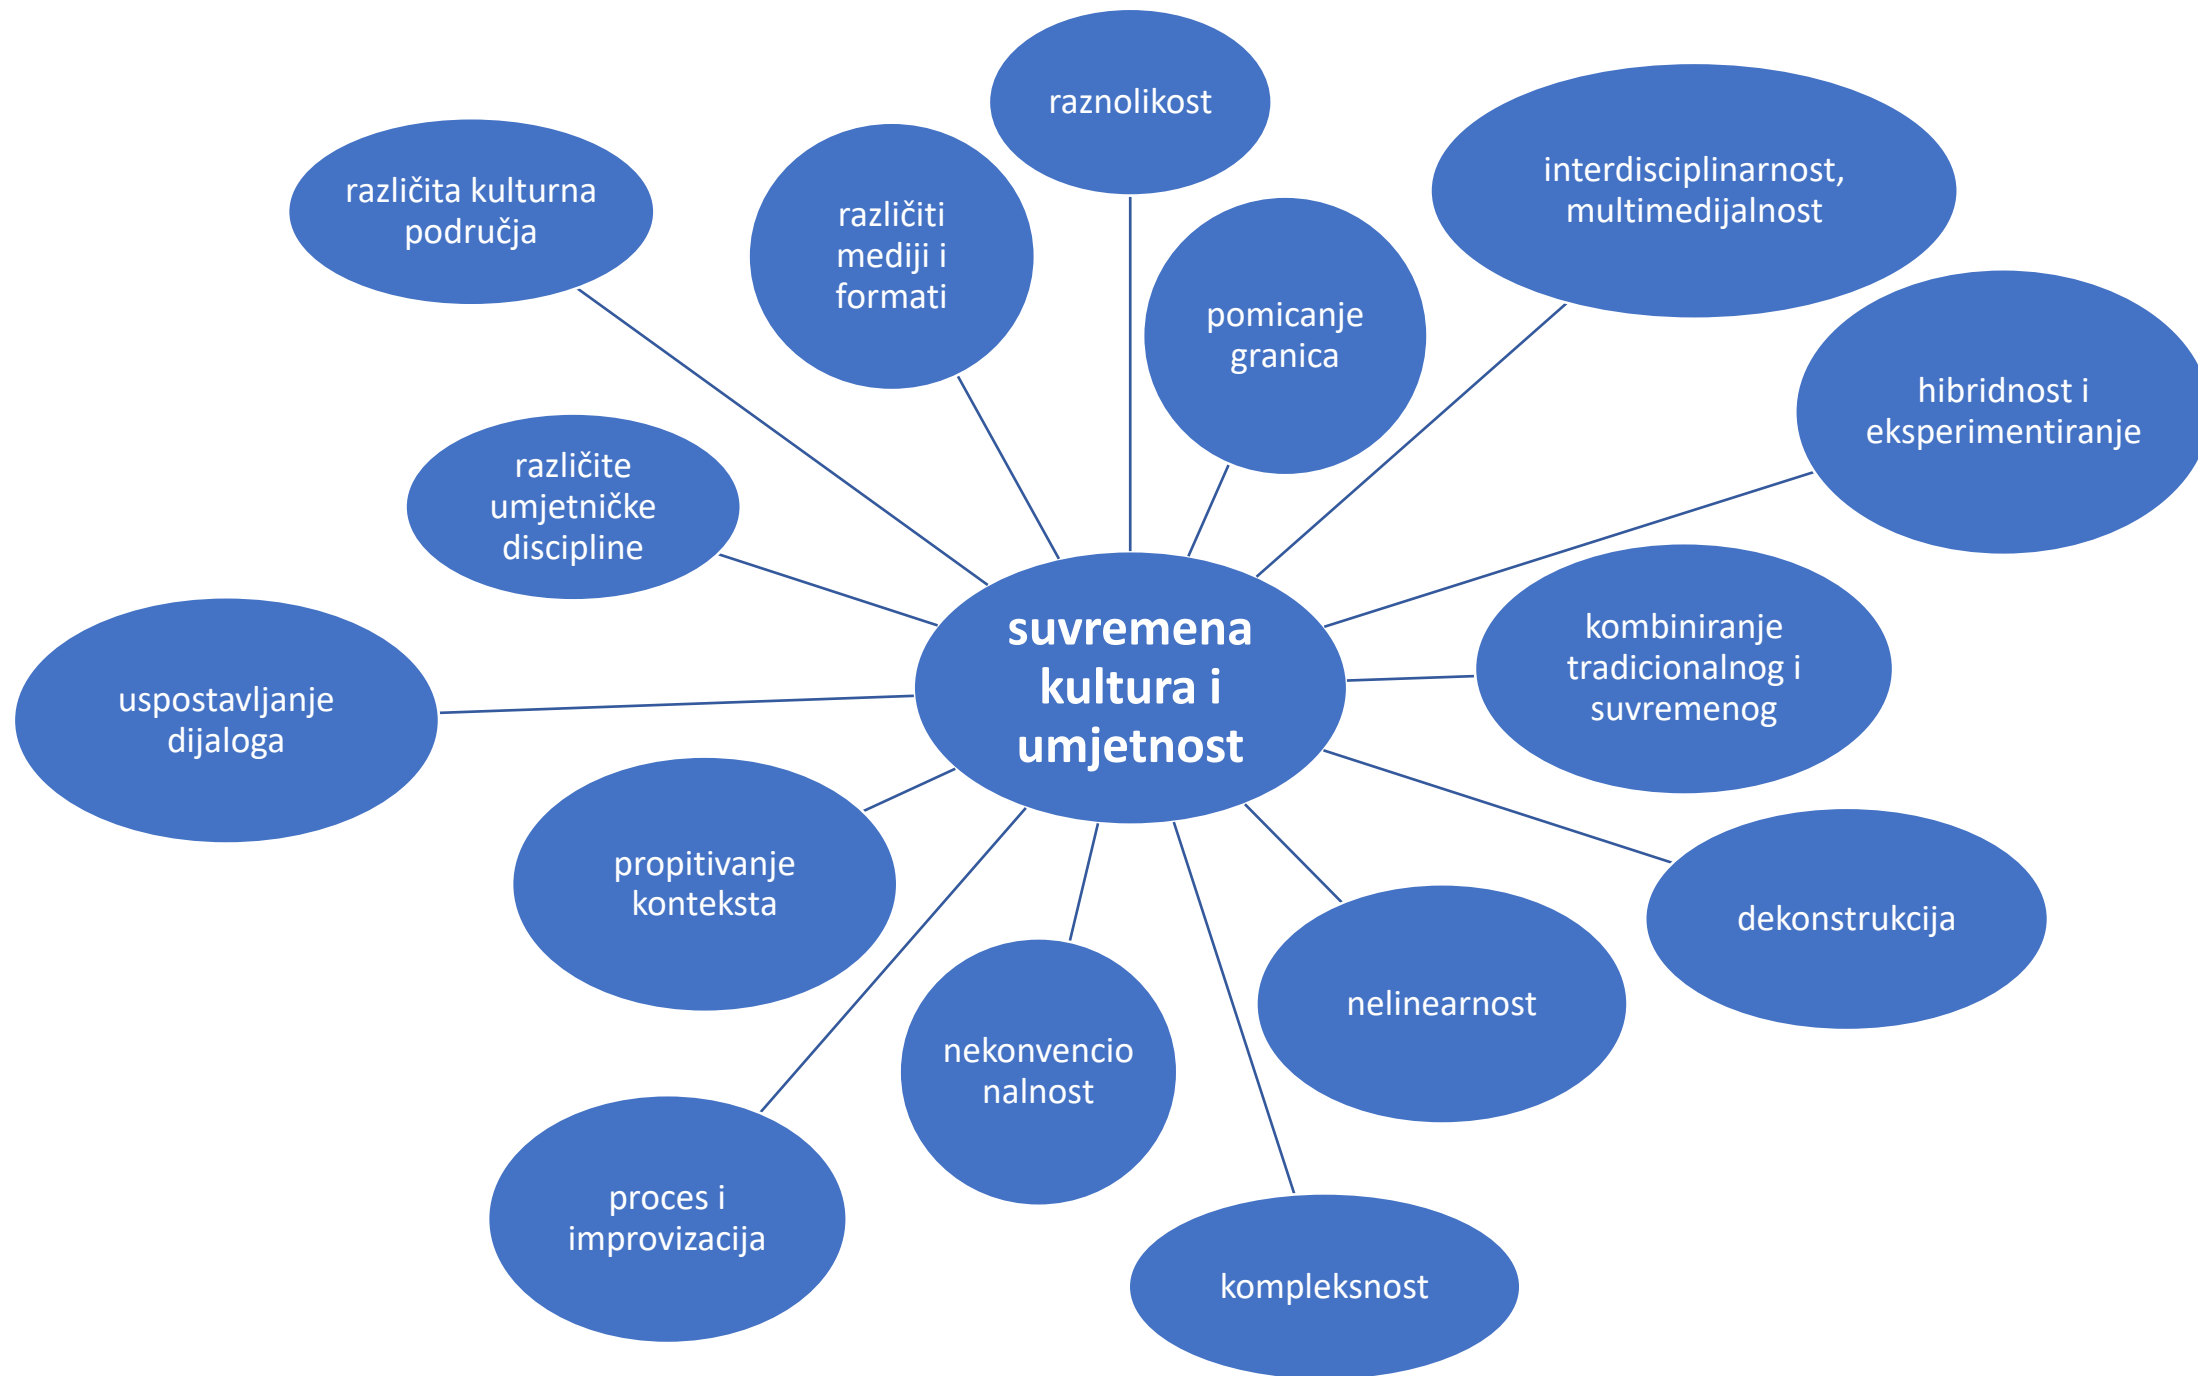 raznolikost
interdisciplinarnost,
multimedijalnost
različita kulturna
područja
različiti
mediji i
formati
pomicanje
granica
hibridnost i
eksperimentiranje
različite
umjetničke
discipline
suvremena
kultura i
umjetnost
kombiniranje
tradicionalnog i
suvremenog
uspostavljanje
dijaloga
propitivanje
konteksta
dekonstrukcija
nelinearnost
nekonvencio
nalnost
proces i
improvizacija
kompleksnost